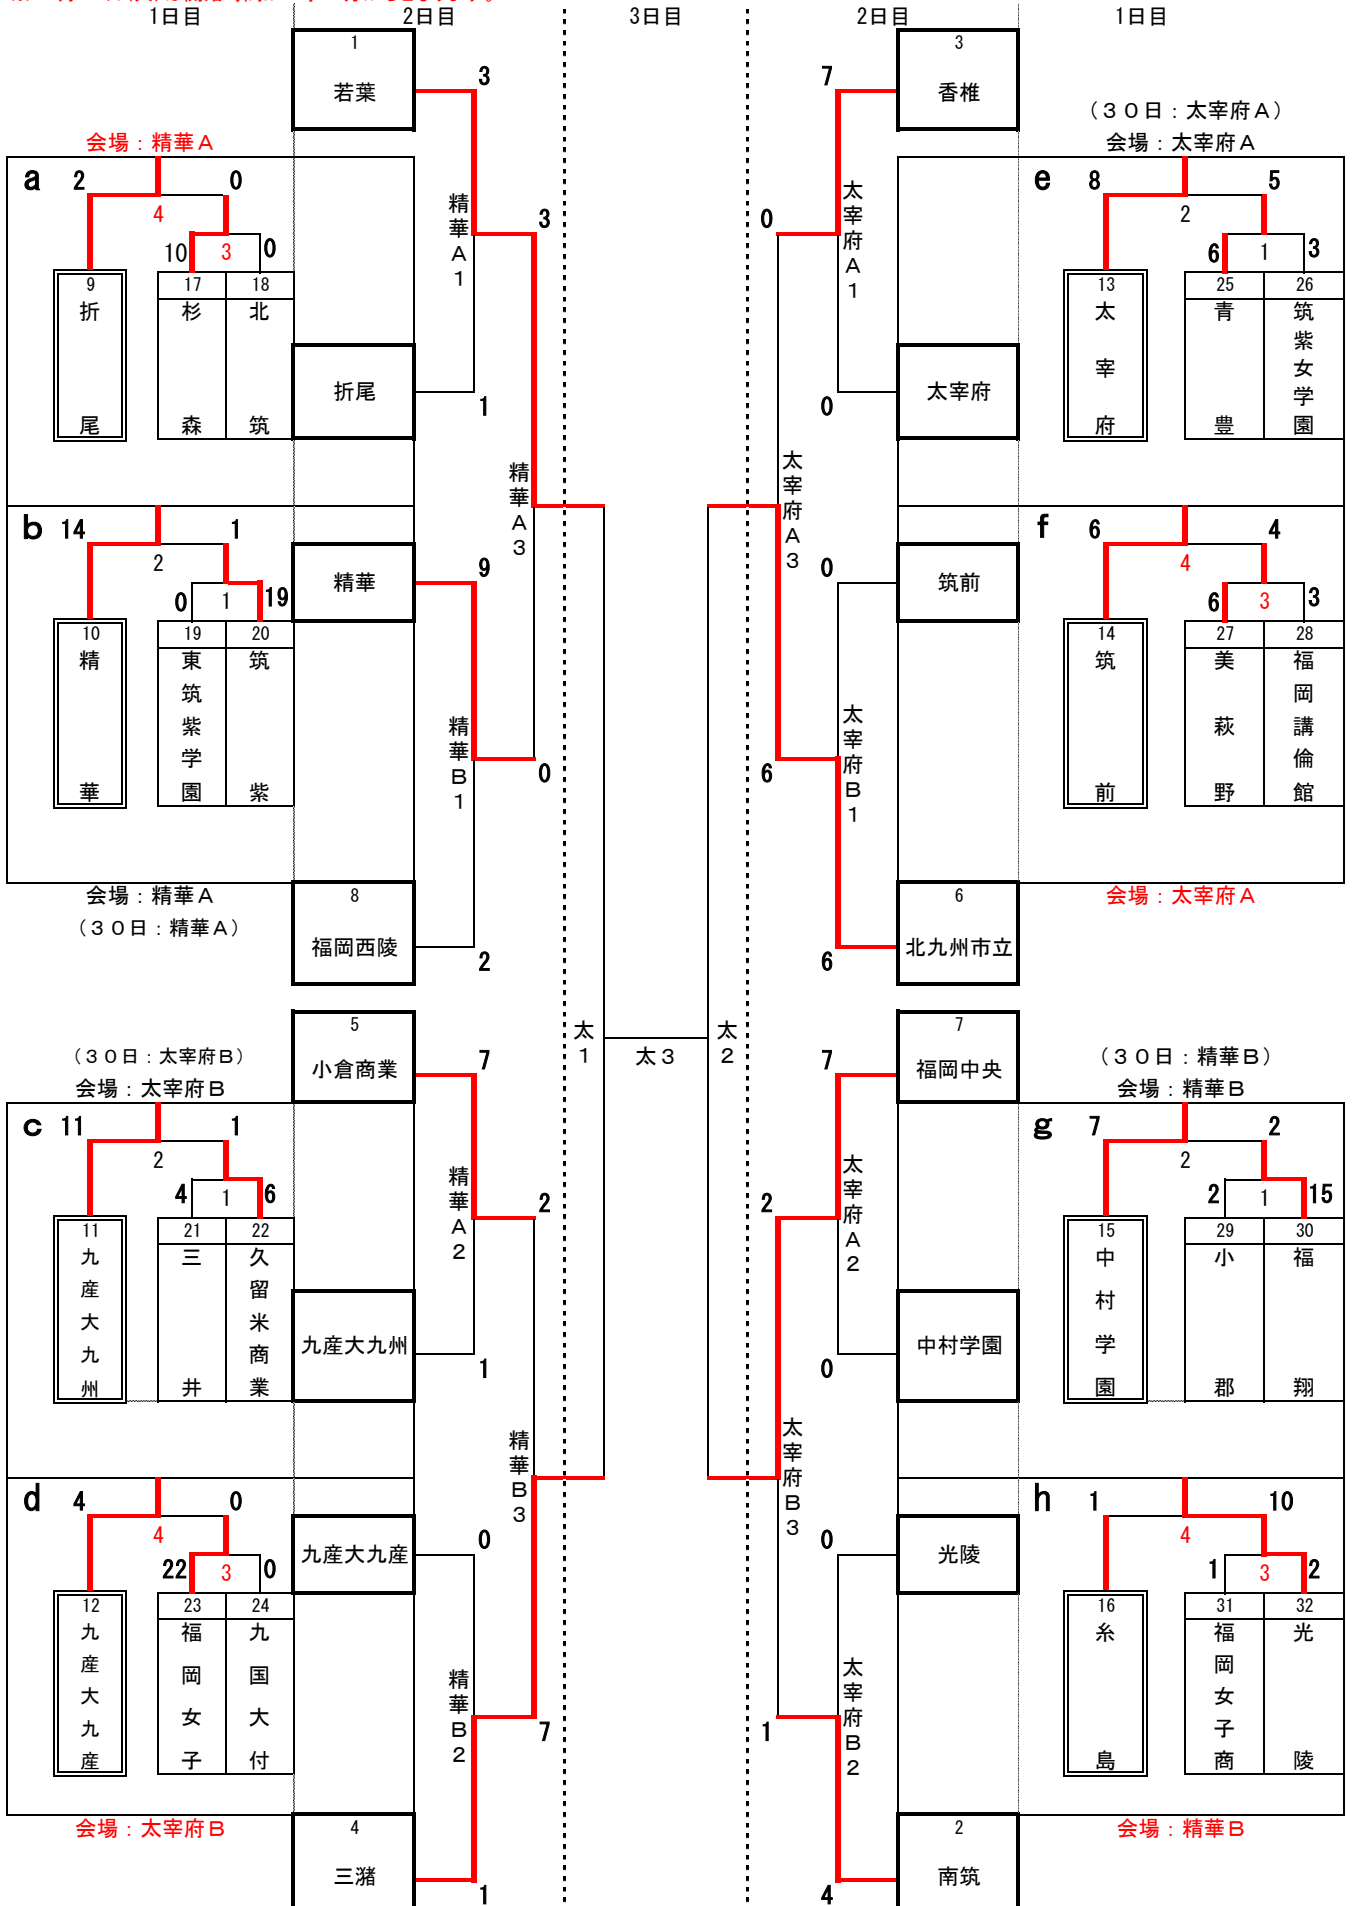 1日目
2日目
3日目
2日目
1日目
1
若葉
3
7
3
香椎
(30日:太宰府A)
会場:精華A
会場:太宰府A
a
2
0
4
10
3
0
9
折尾
17
杉森
18
北筑
精華A1
3
折尾
1
0
太宰府A1
太宰府
0
e
8
5
2
6
1
3
13
太宰府
25
青豊
26
筑紫女学園
精華A3
太宰府A3
b
14
1
2
0
1
19
10
精華
19
東筑紫学園
20
筑紫
精華
9
精華B1
0
0
筑前
太宰府B1
6
f
6
4
4
6
3
3
14
筑前
27
美萩野
28
福岡講倫館
会場:精華A
(30日:精華A)
8
福岡西陵
2
6
6
北九州市立
会場:太宰府A
太1
太3
太2
5
小倉商業
7
7
7
福岡中央
(30日:太宰府B)
会場:太宰府B
(30日:精華B)
会場:精華B
c
11
1
2
4
1
6
11
九産大九州
21
三井
22
久留米商業
精華A2
2
九産大九州
1
2
太宰府A2
中村学園
0
g
7
2
2
2
1
15
15
中村学園
29
小郡
30
福翔
精華B3
太宰府B3
d
4
0
4
22
3
0
12
九産大九産
23
福岡女子
24
九国大付
九産大九産
0
精華B2
7
0
光陵
太宰府B2
1
h
1
10
4
1
3
2
16
糸島
31
福岡女子商
32
光陵
会場:太宰府B
4
三潴
1
4
2
南筑
会場:精華B